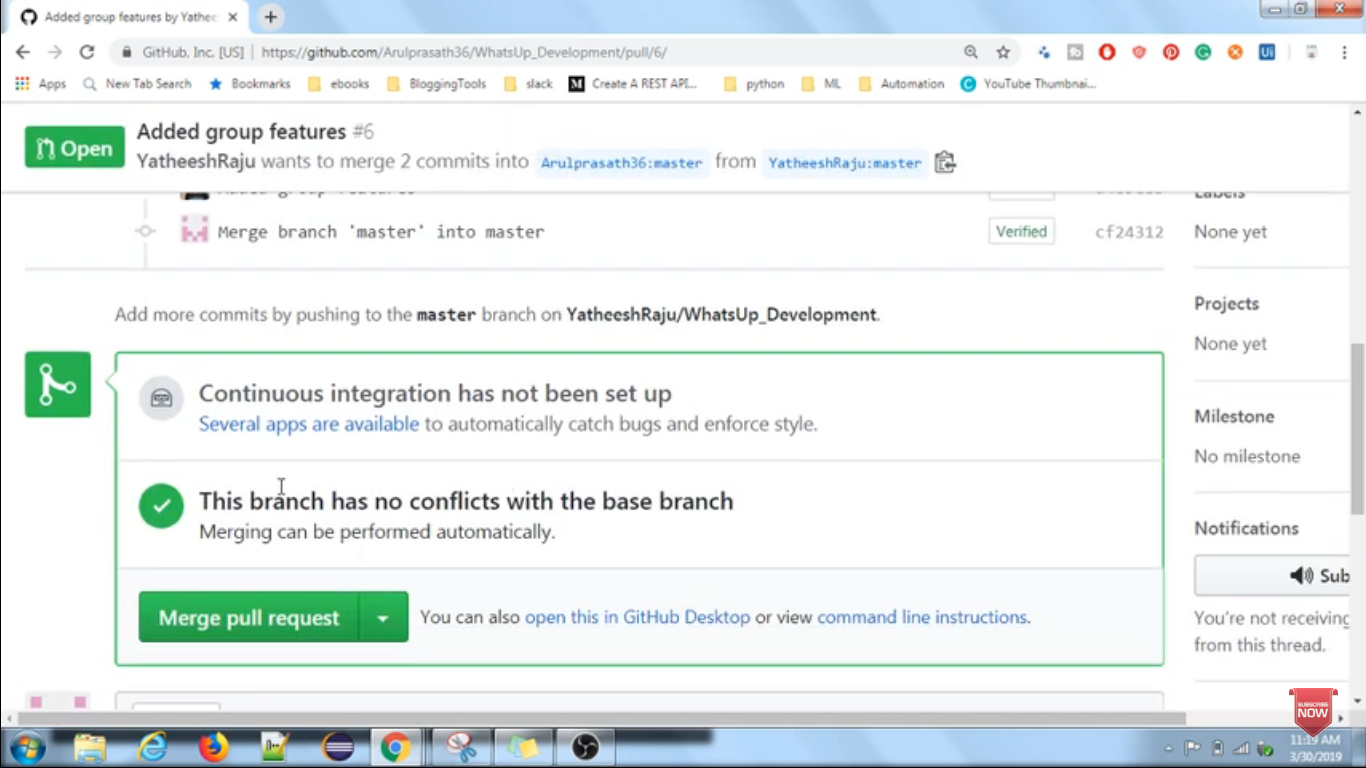 Added group features by Yathee
GitHub, Inc. [US] | https://github.com/Arulprasath36/WhatsUp_Development/pull/6/
Apps New Tab Search Bookmarks ebooks BloggingTools slack M Create A REST API... python ML Automation C YouTube Thumbnai...
Open
Added group features #6
YatheeshRaju wants to merge 2 commits into Arulprasath36:master from YatheeshRaju:master
Added group features
Labels
Merge branch 'master' into master Verified cf24312
None yet
Projects
None yet
Add more commits by pushing to the master branch on YatheeshRaju/WhatsUp_Development.
Continuous integration has not been set up
Several apps are available to automatically catch bugs and enforce style.
Milestone
No milestone
This branch has no conflicts with the base branch
Merging can be performed automatically.
Notifications
Sub
Merge pull request You can also open this in GitHub Desktop or view command line instructions.
You're not receiving
from this thread.
SUBSCRIBE
NOW
11:19 AM
3/30/2019